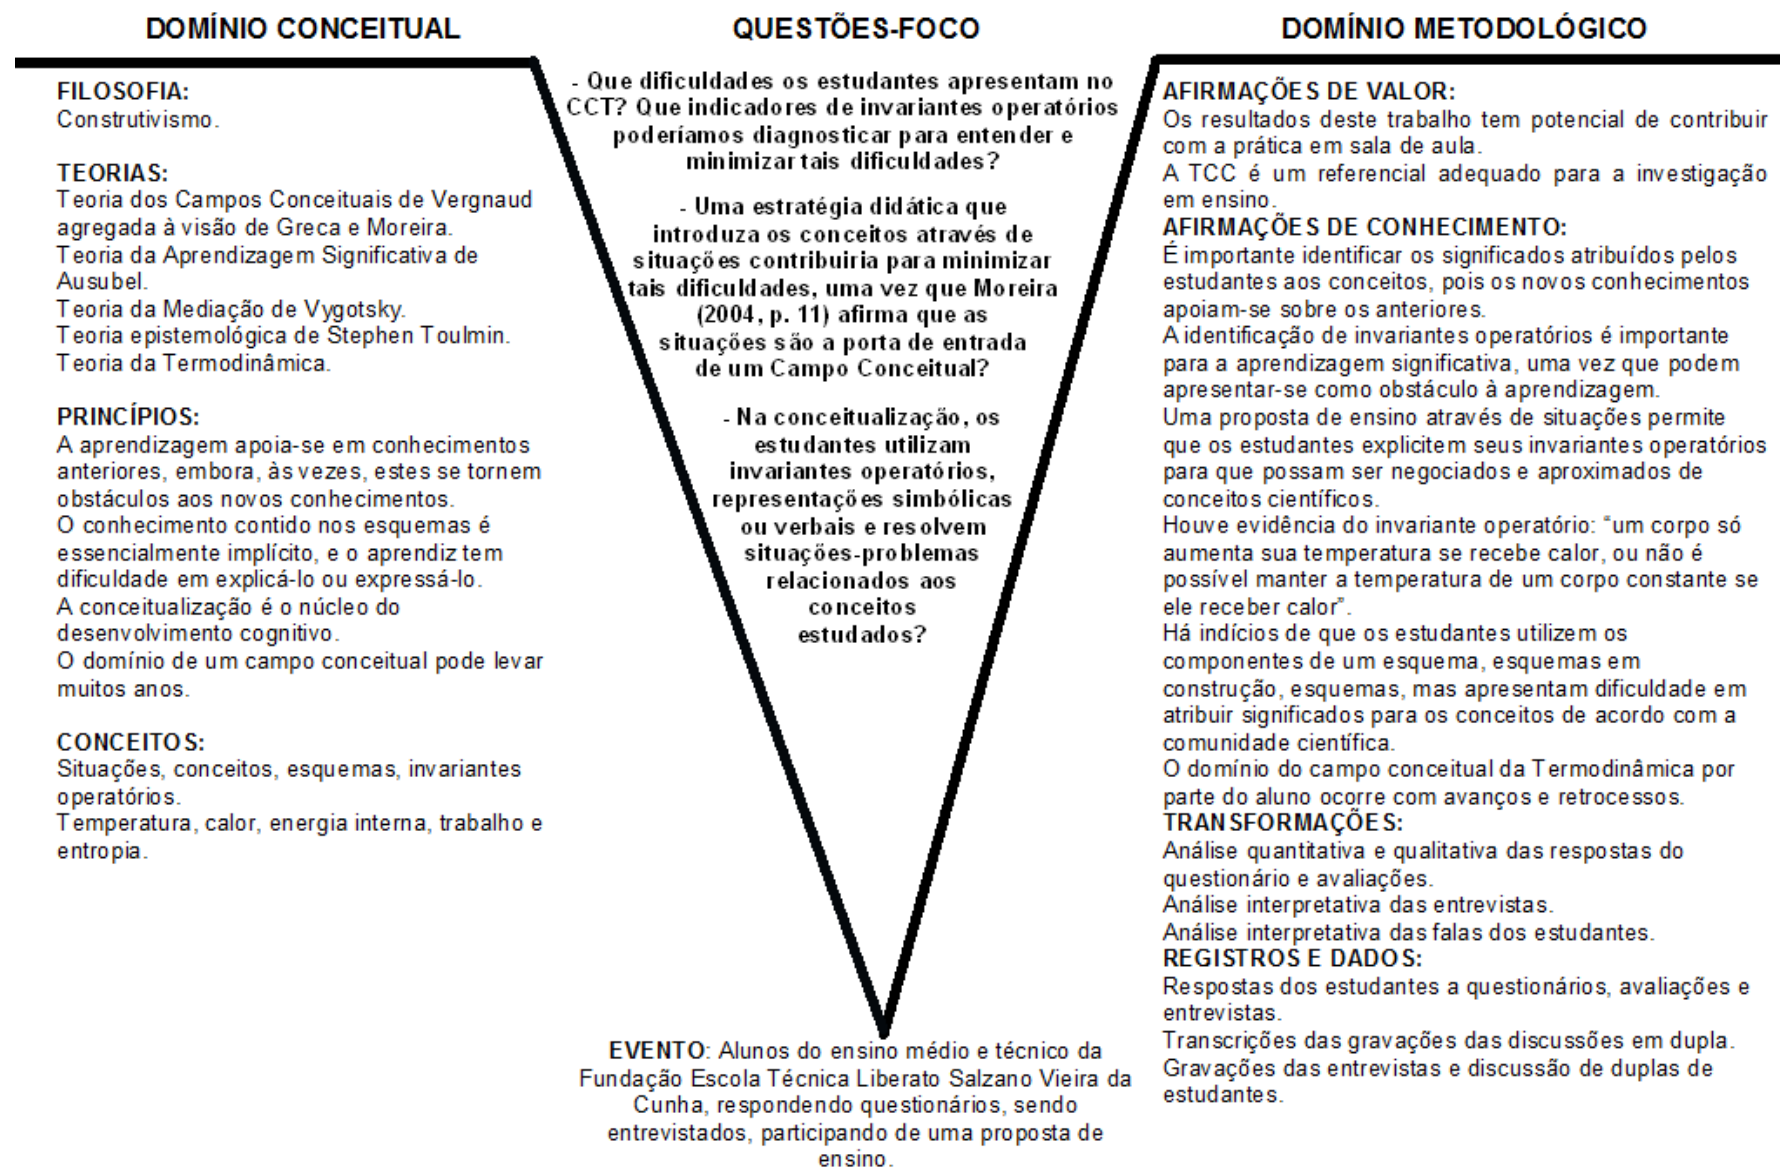 DOMÍNIO CONCEITUAL
FILOSOFIA:
Construtivismo.
TEORIAS:
Teoria dos Campos Conceituais de Vergnaud
agregada à visão de Greca e Moreira.
Teoria da Aprendizagem Significativa de
Ausubel.
Teoria da Mediação de Vygotsky.
Teoria epistemológica de Stephen Toulmin.
Teoria da Termodinâmica.
PRINCÍPIOS:
A aprendizagem apoia-se em conhecimentos
anteriores, embora, às vezes, estes se tornem
obstáculos aos novos conhecimentos.
O conhecimento contido nos esquemas é
essencialmente implícito, e o aprendiz tem
dificuldade em explicá-lo ou expressá-lo.
A conceitualização é o núcleo do
desenvolvimento cognitivo.
O domínio de um campo conceitual pode levar
muitos anos.
CONCEITOS:
Situações, conceitos, esquemas, invariantes
operatórios.
Temperatura, calor, energia interna, trabalho e
entropia.
QUESTÕES-FOCO
- Que dificuldades os estudantes apresentam no
CCT? Que indicadores de invariantes operatórios
poderíamos diagnosticar para entender e
minimizar tais dificuldades?
- Uma estratégia didática que
introduza os conceitos através de
situações contribuiria para minimizar
tais dificuldades, uma vez que Moreira
(2004, p. 11) afirma que as
situações são a porta de entrada
de um Campo Conceitual?
- Na conceitualização, os
estudantes utilizam
invariantes operatórios,
representações simbólicas
ou verbais e resolvem
situações-problemas
relacionados aos
conceitos
estudados?
EVENTO: Alunos do ensino médio e técnico da
Fundação Escola Técnica Liberato Salzano Vieira da
Cunha, respondendo questionários, sendo
entrevistados, participando de uma proposta de
ensino.
DOMÍNIO METODOLÓGICO
AFIRMAÇÕES DE VALOR:
Os resultados deste trabalho tem potencial de contribuir
com a prática em sala de aula.
A TCC é um referencial adequado para a investigação
em ensino.
AFIRMAÇÕES DE CONHECIMENTO:
É importante identificar os significados atribuídos pelos
estudantes aos conceitos, pois os novos conhecimentos
apoiam-se sobre os anteriores.
A identificação de invariantes operatórios é importante
para a aprendizagem significativa, uma vez que podem
apresentar-se como obstáculo à aprendizagem.
Uma proposta de ensino através de situações permite
que os estudantes explicitem seus invariantes operatórios
para que possam ser negociados e aproximados de
conceitos científicos.
Houve evidência do invariante operatório: “um corpo só
aumenta sua temperatura se recebe calor, ou não é
possível manter a temperatura de um corpo constante se
ele receber calor”.
Há indícios de que os estudantes utilizem os
componentes de um esquema, esquemas em
construção, esquemas, mas apresentam dificuldade em
atribuir significados para os conceitos de acordo com a
comunidade científica.
O domínio do campo conceitual da Termodinâmica por
parte do aluno ocorre com avanços e retrocessos.
TRANSFORMAÇÕES:
Análise quantitativa e qualitativa das respostas do
questionário e avaliações.
Análise interpretativa das entrevistas.
Análise interpretativa das falas dos estudantes.
REGISTROS E DADOS:
Respostas dos estudantes a questionários, avaliações e
entrevistas.
Transcrições das gravações das discussões em dupla.
Gravações das entrevistas e discussão de duplas de
estudantes.